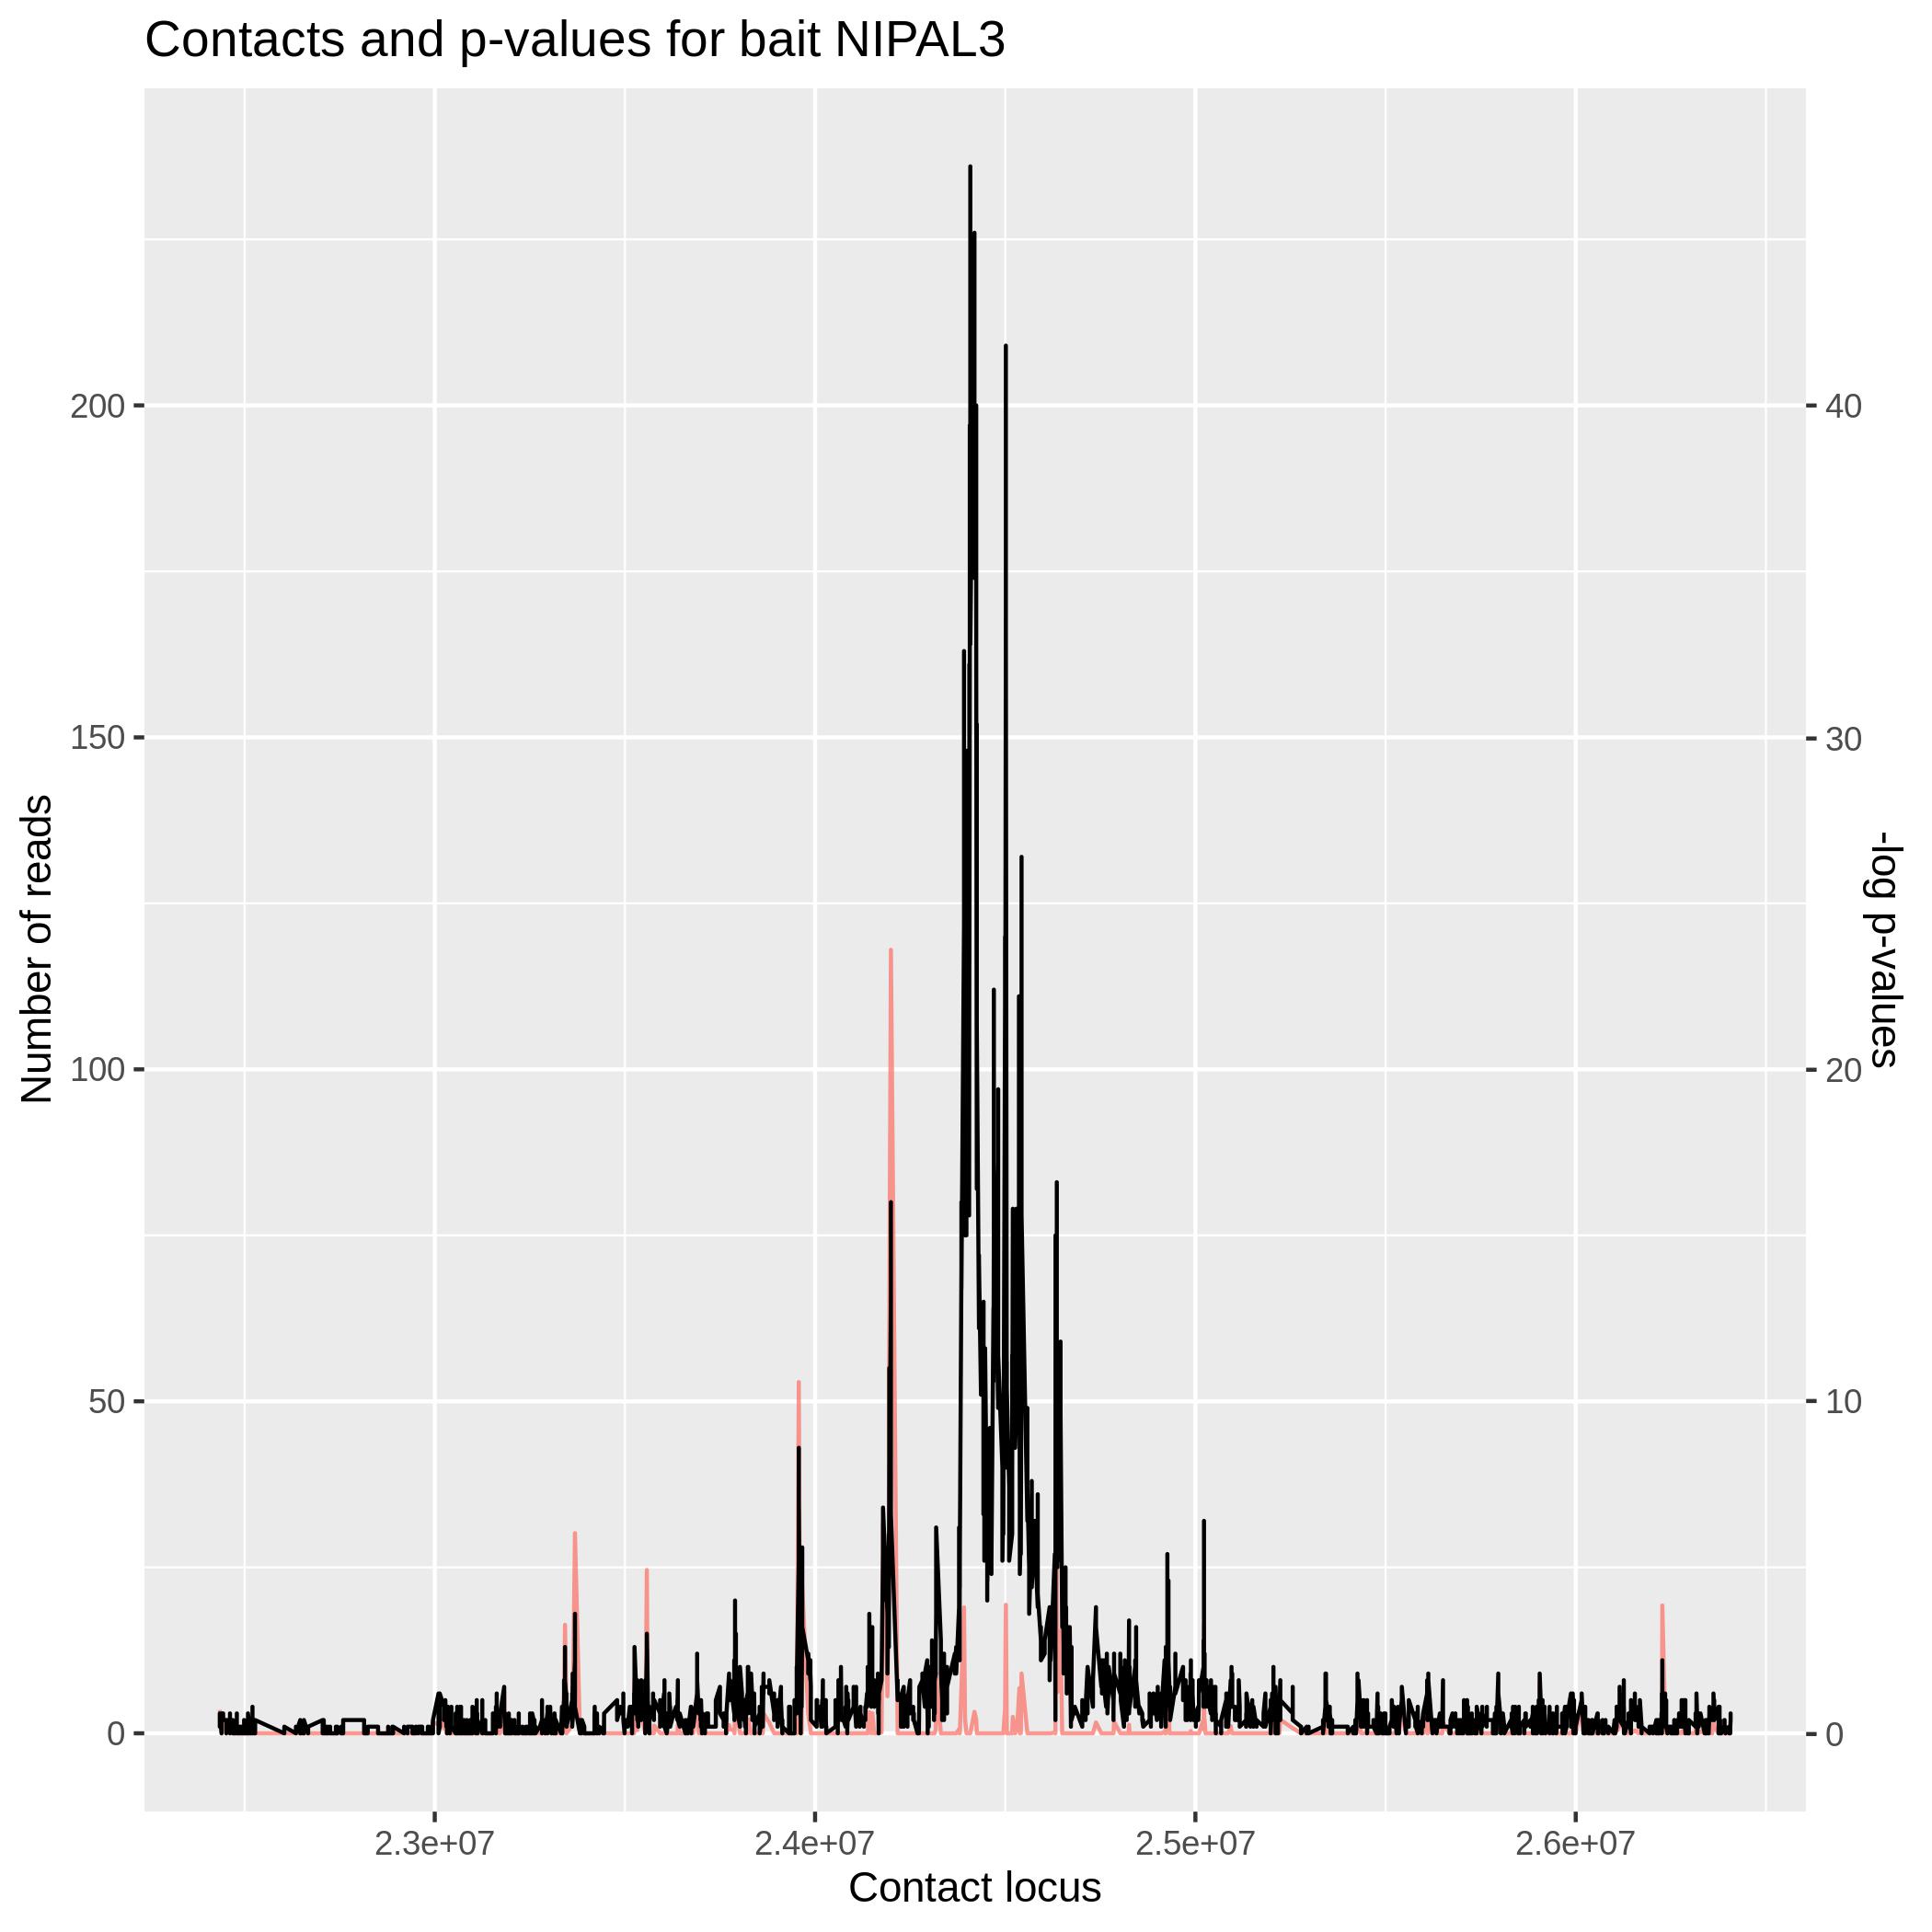 Contacts and p-values for bait NIPAL3
200
150
100
50
0
40
30
20
10
0
Number of reads
-log p-values
2.3e+07
2.4e+07
2.5e+07
2.6e+07
Contact locus